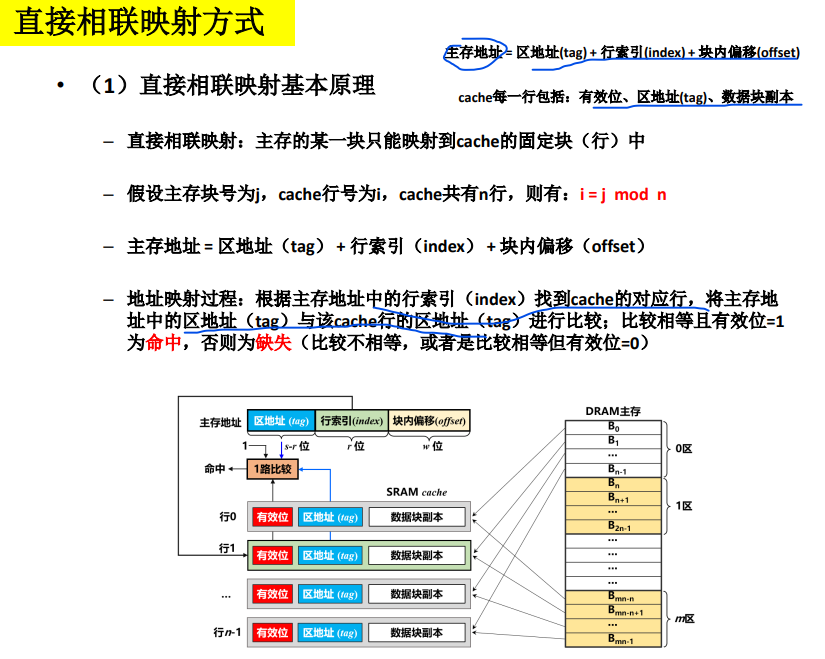 直接相联映射方式
主存地址 = 区地址(tag) + 行索引(index) + 块内偏移(offset)
cache每一行包括：有效位、区地址(tag)、数据块副本
• （1）直接相联映射基本原理
– 直接相联映射：主存的某一块只能映射到cache的固定块（行）中
– 假设主存块号为j，cache行号为i，cache共有n行，则有：i = j mod n
– 主存地址 = 区地址（tag） + 行索引（index） + 块内偏移（offset）
– 地址映射过程：根据主存地址中的行索引（index）找到cache的对应行，将主存地
址中的区地址（tag）与该cache行的区地址（tag）进行比较；比较相等且有效位=1
为命中，否则为缺失（比较不相等，或者是比较相等但有效位=0）
主存地址 区地址 (tag) 行索引(index) 块内偏移(offset)
1 s-r 位 r 位 w 位
命中 1路比较
SRAM cache
行0 有效位 区地址 (tag) 数据块副本
行1 有效位 区地址 (tag) 数据块副本
... 有效位 区地址 (tag) 数据块副本
行n-1 有效位 区地址 (tag) 数据块副本
DRAM主存
B0
B1
...
Bn-1
0区
Bn
Bn+1
...
B2n-1
1区
...
...
...
...
Bmn-n
Bmn-n+1
...
Bmn-1
m区